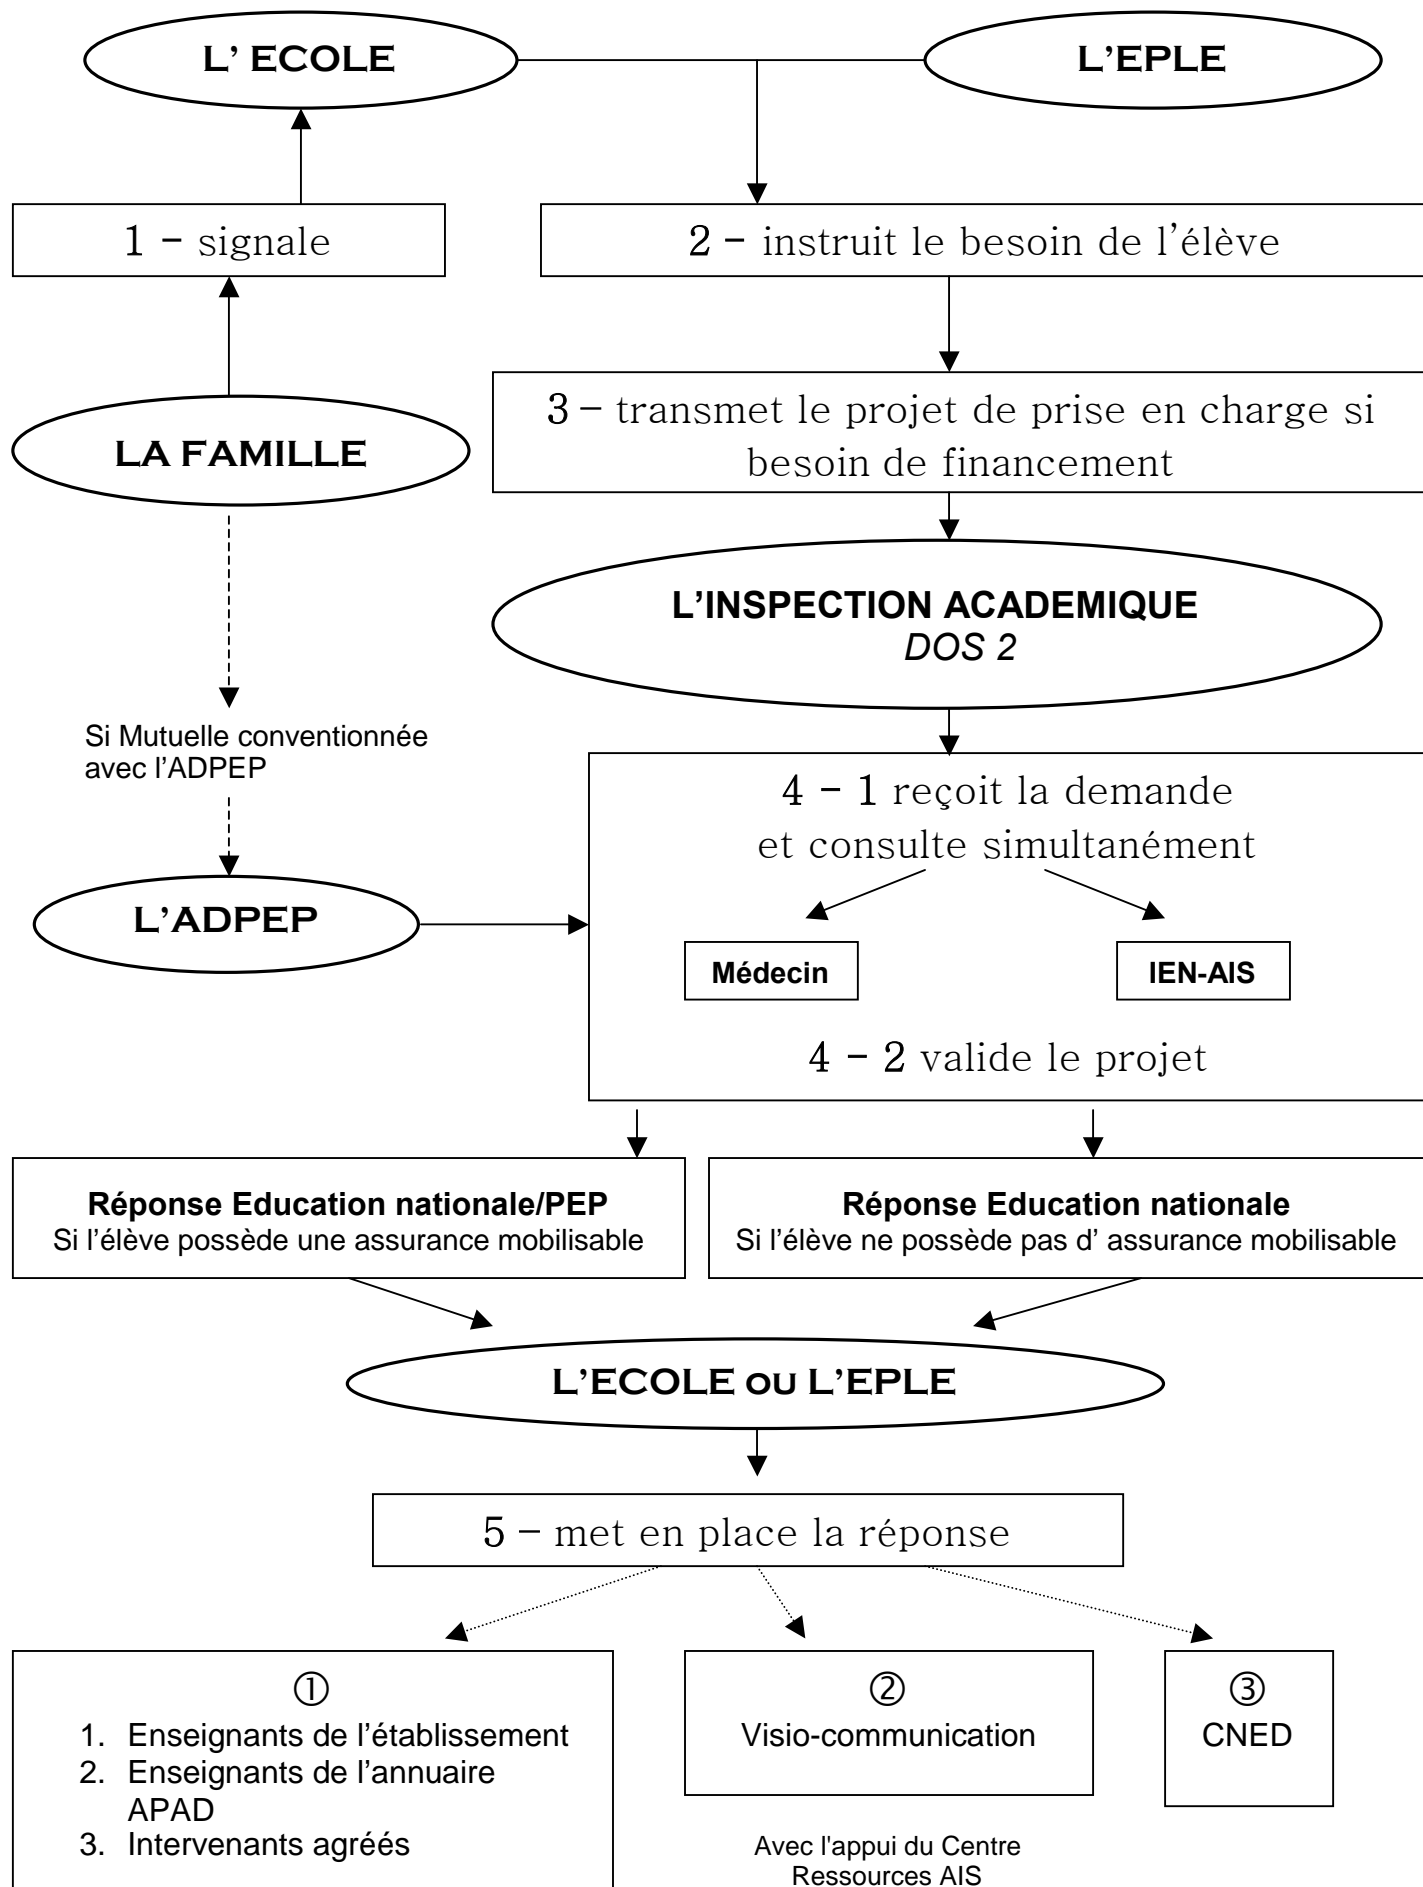 L' ECOLE
L'EPLE
1 – signale
2 – instruit le besoin de l'élève
3 – transmet le projet de prise en charge si
besoin de financement
LA FAMILLE
L'INSPECTION ACADEMIQUE
DOS 2
Si Mutuelle conventionnée
avec l'ADPEP
4 – 1 reçoit la demande
et consulte simultanément
L'ADPEP
Médecin
IEN-AIS
4 – 2 valide le projet
Réponse Education nationale/PEP
Si l'élève possède une assurance mobilisable
Réponse Education nationale
Si l'élève ne possède pas d' assurance mobilisable
L'ECOLE OU L'EPLE
5 – met en place la réponse
①
1. Enseignants de l'établissement
2. Enseignants de l'annuaire
APAD
3. Intervenants agréés
②
Visio-communication
③
CNED
Avec l'appui du Centre
Ressources AIS